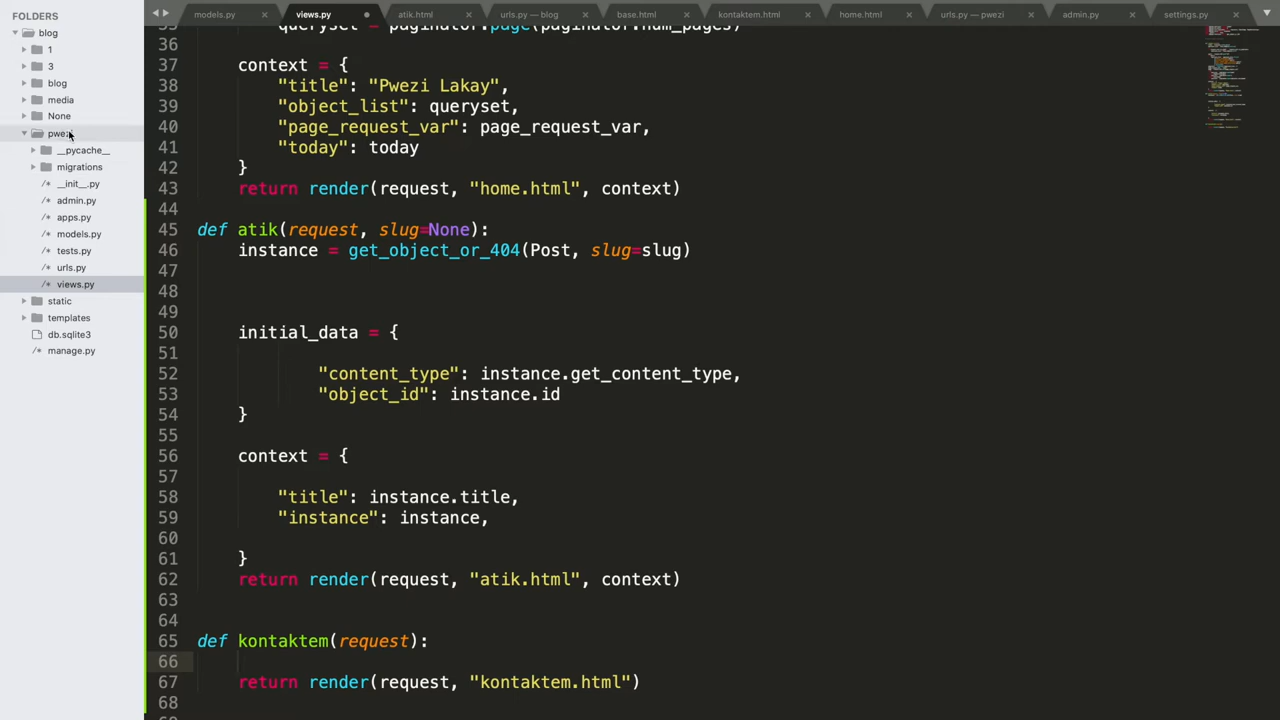 FOLDERS
blog
1
3
blog
media
None
pwezi
__pycache__
migrations
__init__.py
admin.py
apps.py
models.py
tests.py
urls.py
views.py
static
templates
db.sqlite3
manage.py
models.py
views.py
atik.html
urls.py — blog
base.html
kontaktem.html
home.html
urls.py — pwezi
admin.py
settings.py
35 queryset = paginator.page(paginator.num_pages)
36
37 context = {
38 "title": "Pwezi Lakay",
39 "object_list": queryset,
40 "page_request_var": page_request_var,
41 "today": today
42 }
43 return render(request, "home.html", context)
44
45 def atik(request, slug=None):
46 instance = get_object_or_404(Post, slug=slug)
47
48
49
50 initial_data = {
51
52 "content_type": instance.get_content_type,
53 "object_id": instance.id
54 }
55
56 context = {
57
58 "title": instance.title,
59 "instance": instance,
60
61 }
62 return render(request, "atik.html", context)
63
64
65 def kontaktem(request):
66
67 return render(request, "kontaktem.html")
68